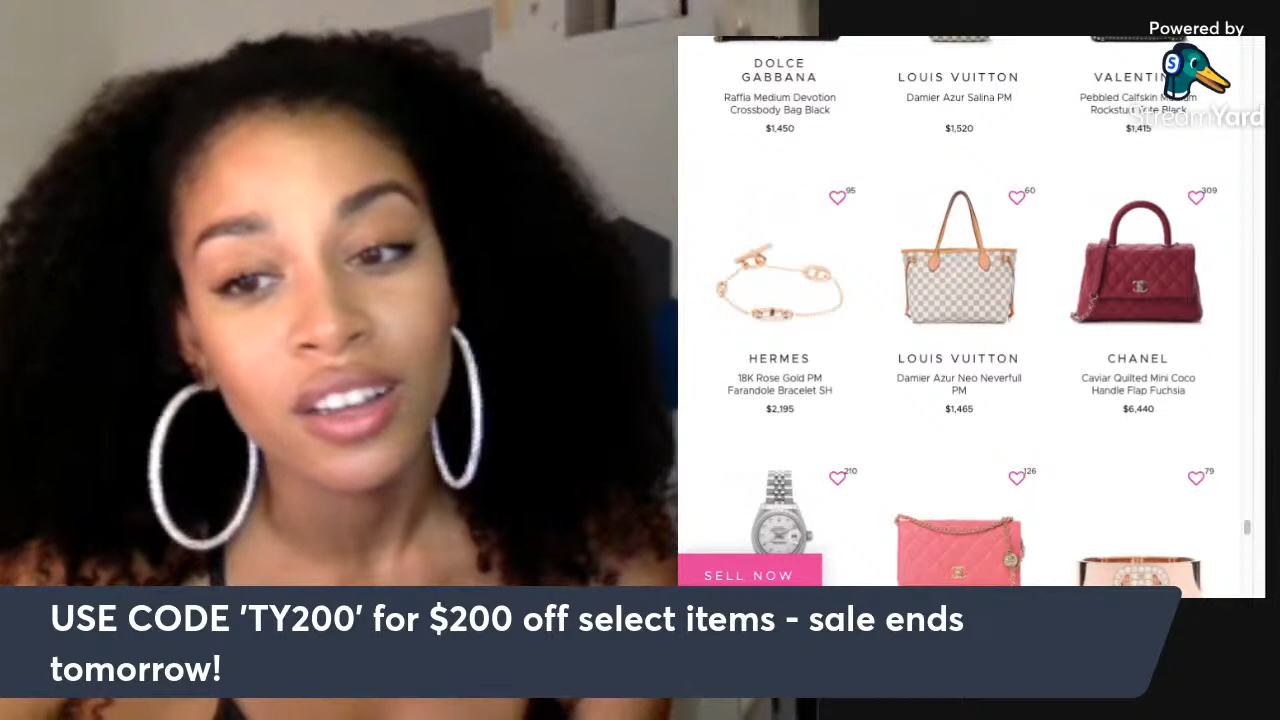 Powered by
StreamYard
DOLCE
GABBANA
Raffia Medium Devotion
Crossbody Bag Black
$1,450
LOUIS VUITTON
Damier Azur Salina PM
$1,520
Pebbled Calfskin
Black
$1,415
95
60
309
HERMES
18K Rose Gold PM
Farandole Bracelet SH
$2,195
LOUIS VUITTON
Damier Azur Neo Neverfull
PM
$1,465
CHANEL
Caviar Quilted Mini Coco
Handle Flap Fuchsia
$6,440
210
126
79
SELL NOW
USE CODE 'TY200' for $200 off select items - sale ends
tomorrow!